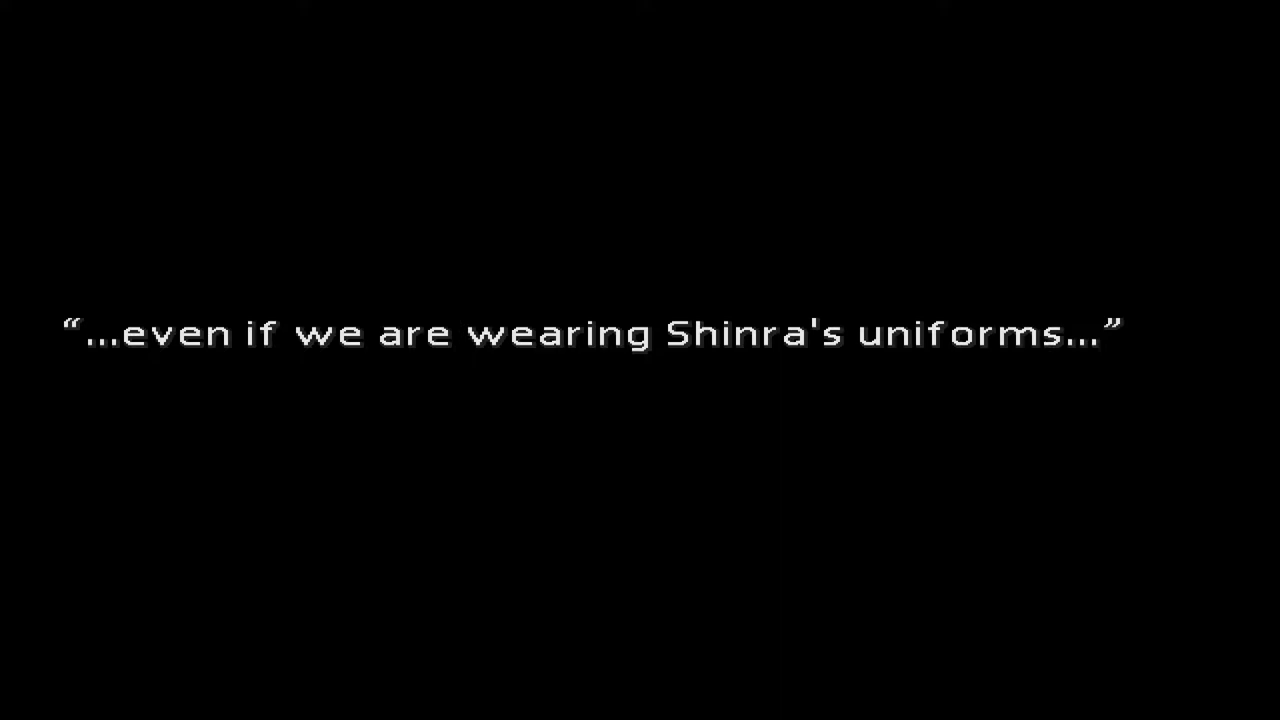 “...even if we are wearing Shinra's uniforms...”